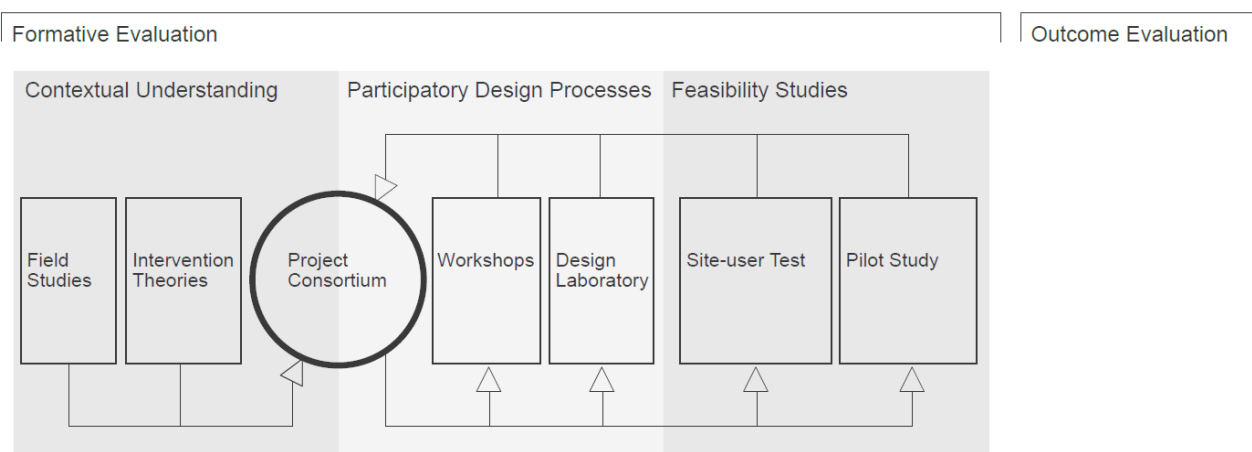 Formative Evaluation
Outcome Evaluation
Contextual Understanding
Participatory Design Processes
Feasibility Studies
Field
Studies
Intervention
Theories
Project
Consortium
Workshops
Design
Laboratory
Site-user Test
Pilot Study